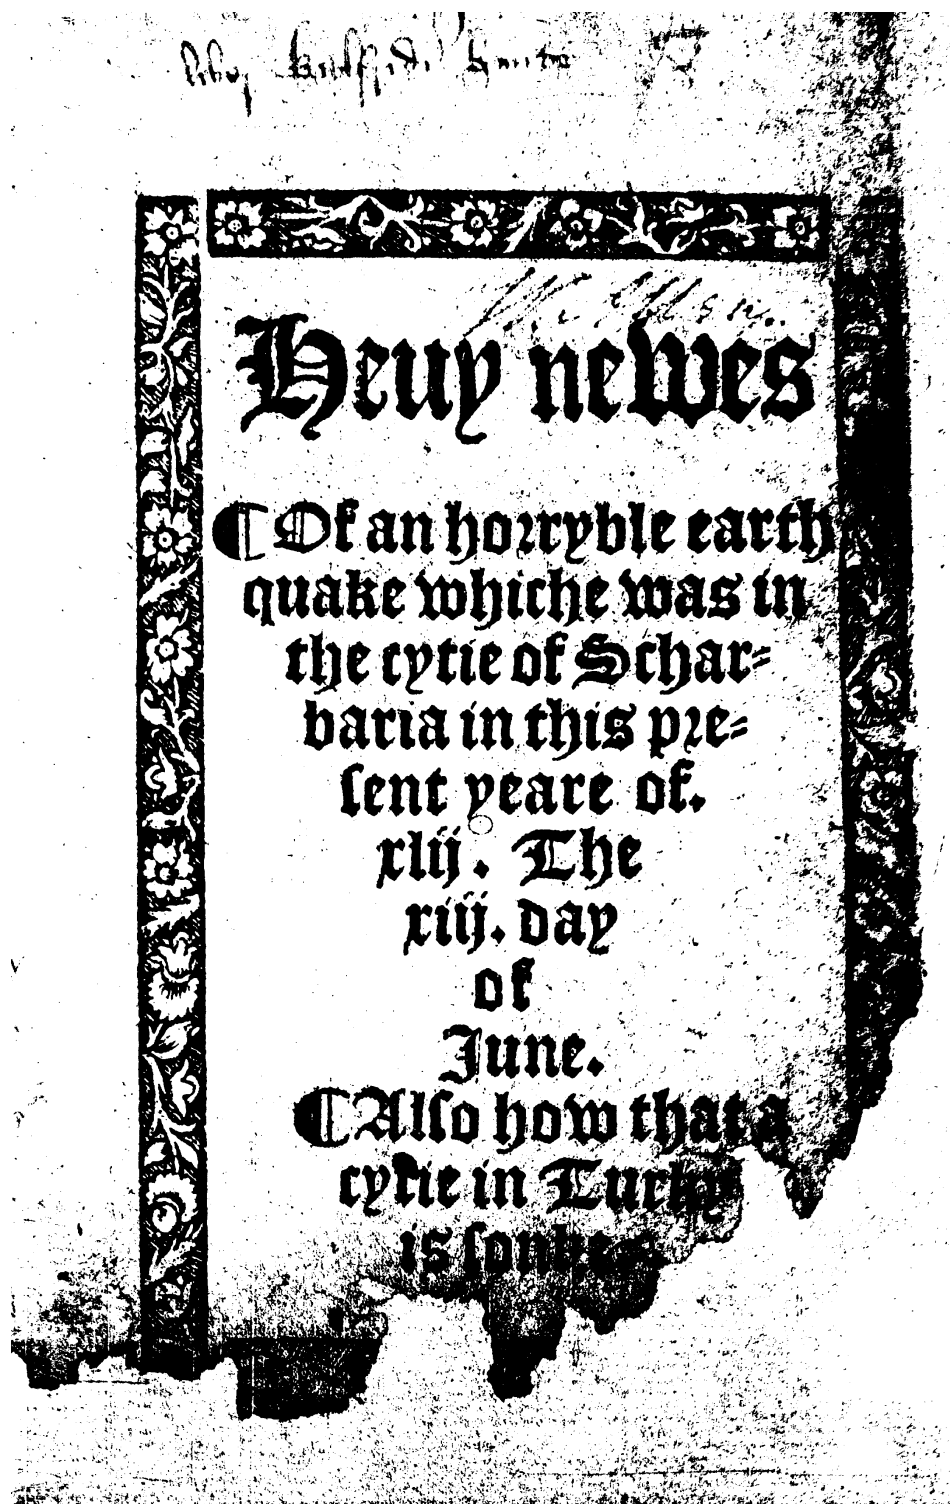 Heuy newes
¶Of an horryble earth
quake whiche was in
the cytie of Schar⸗
baria in this pre⸗
sent yeare of.
xlij. The
xiij. day
of
June.
¶Also how that a
cytie in Turky
is sonke.